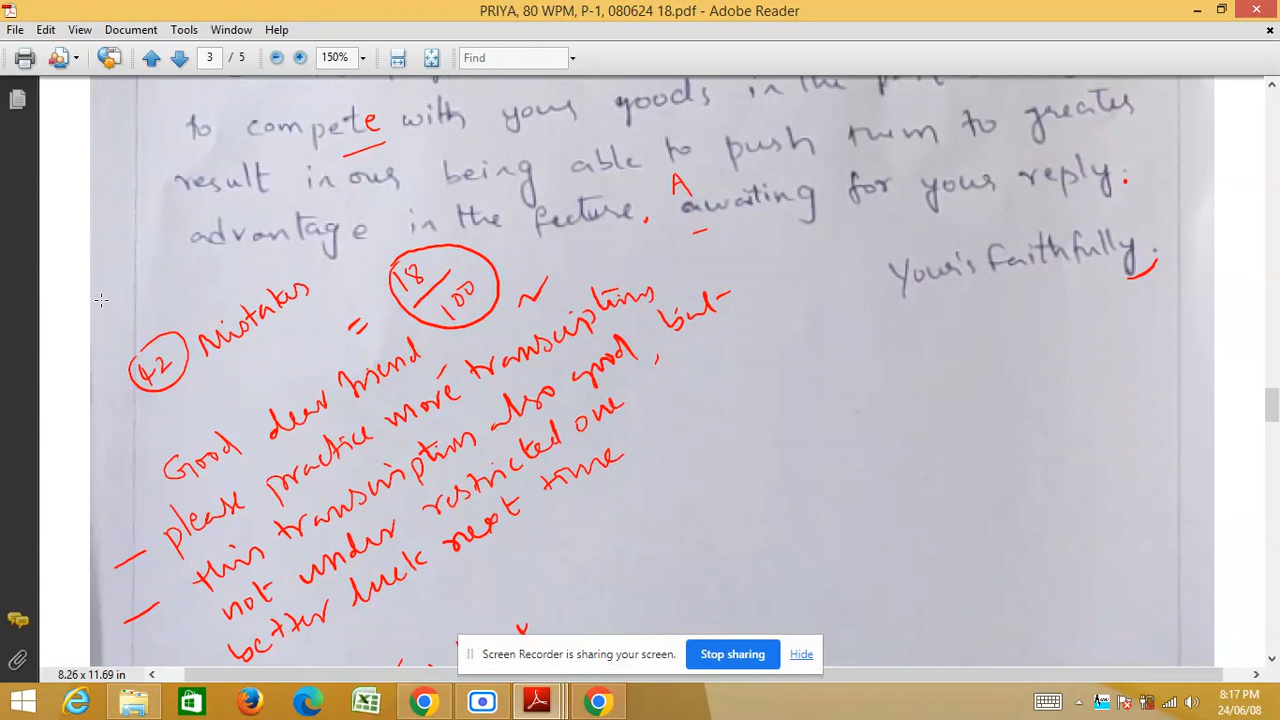 PRIYA, 80 WPM, P-1, 080624 18.pdf - Adobe Reader
File Edit View Document Tools Window Help
3 / 5 150% Find
to compete with your goods in the
result in our being able to push them to greater
advantage in the fecture. Awaiting for your reply.
Your's faithfully.
42 Mistakes = 18/100
Good dear friend
- please practice more transcriptions
- this transcription also good, but
not under restricted one
better luck next time
Screen Recorder is sharing your screen. Stop sharing Hide
8.26 x 11.69 in
8:17 PM
24/06/08